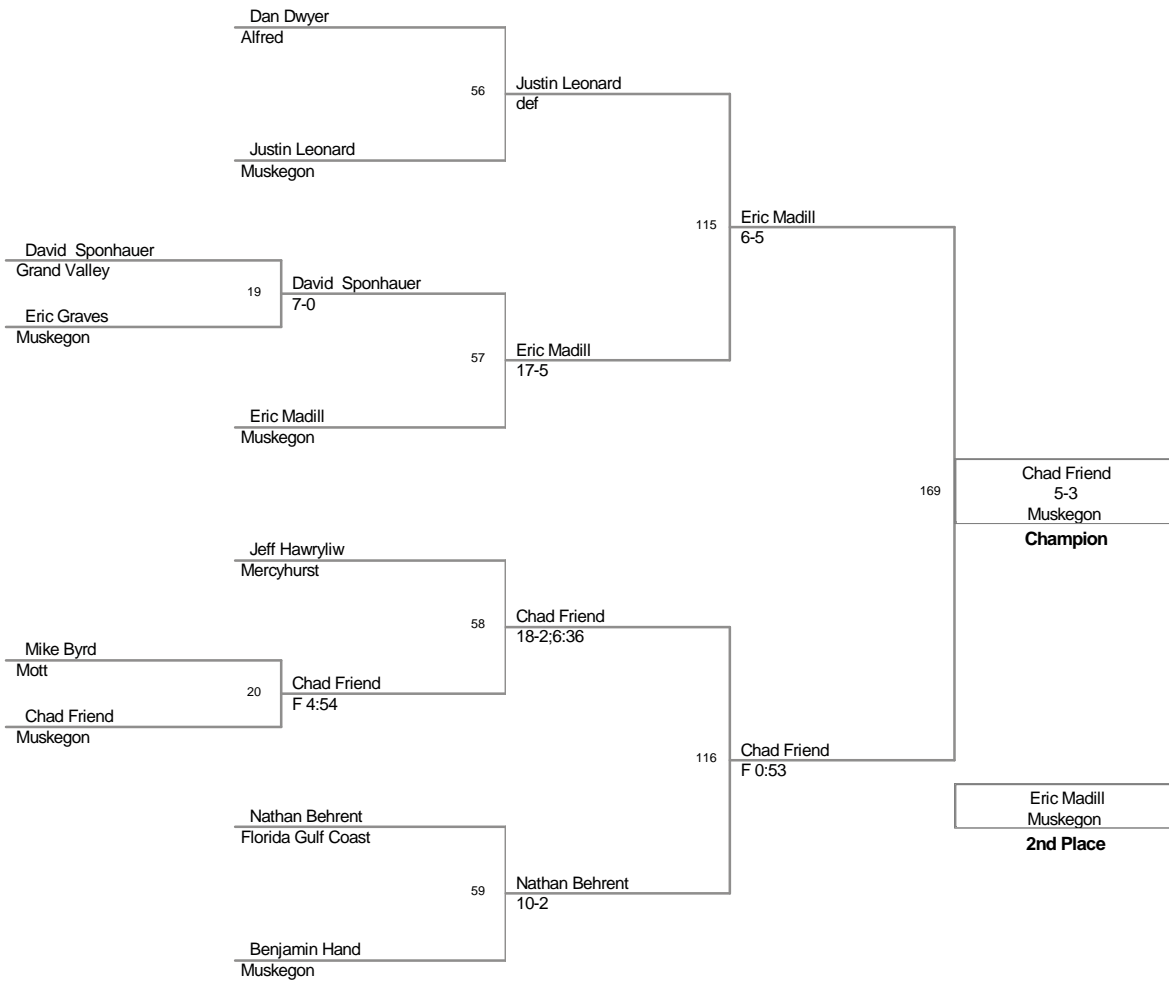 Dan Dwyer
Alfred
56
Justin Leonard
def
Justin Leonard
Muskegon
115
Eric Madill
6-5
David  Sponhauer
Grand Valley
19
David  Sponhauer
7-0
Eric Graves
Muskegon
57
Eric Madill
17-5
Eric Madill
Muskegon
169
Chad Friend
5-3
Muskegon
Champion
Jeff Hawryliw
Mercyhurst
58
Chad Friend
18-2;6:36
Mike Byrd
Mott
20
Chad Friend
F 4:54
Chad Friend
Muskegon
116
Chad Friend
F 0:53
Eric Madill
Muskegon
2nd Place
Nathan Behrent
Florida Gulf Coast
59
Nathan Behrent
10-2
Benjamin Hand
Muskegon